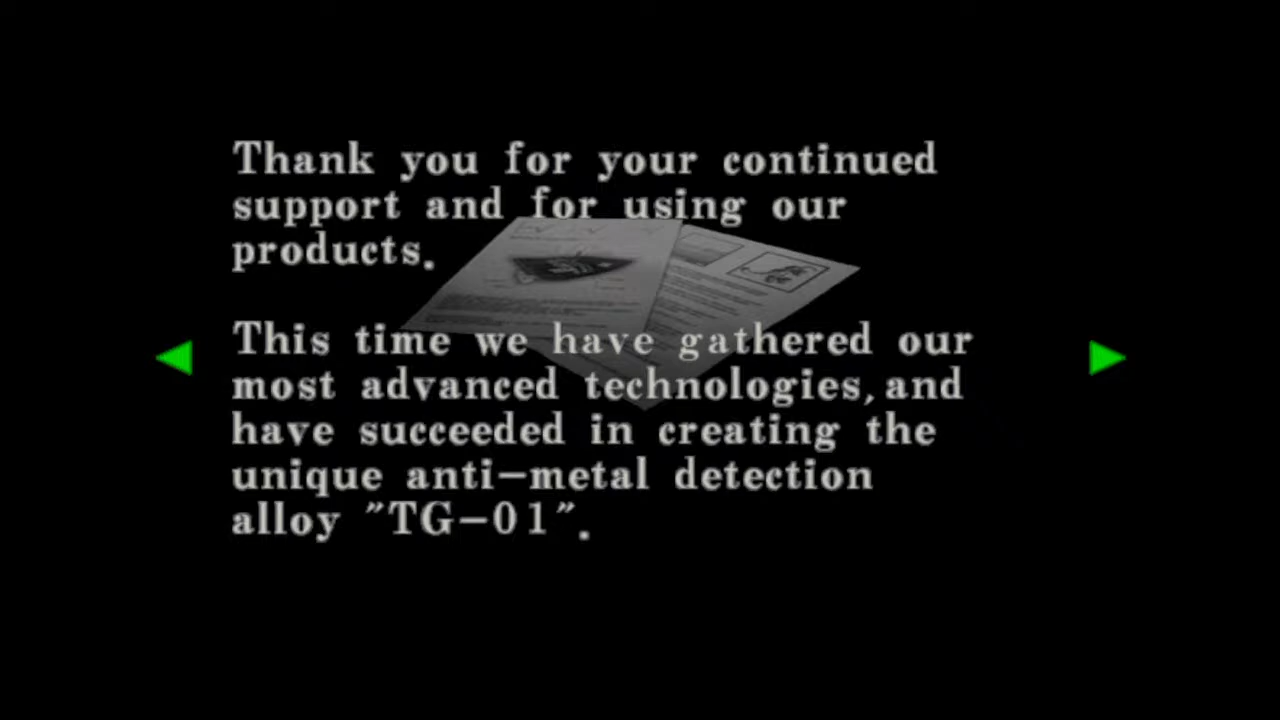 Thank you for your continued
support and for using our
products.
This time we have gathered our
most advanced technologies, and
have succeeded in creating the
unique anti-metal detection
alloy "TG-01".